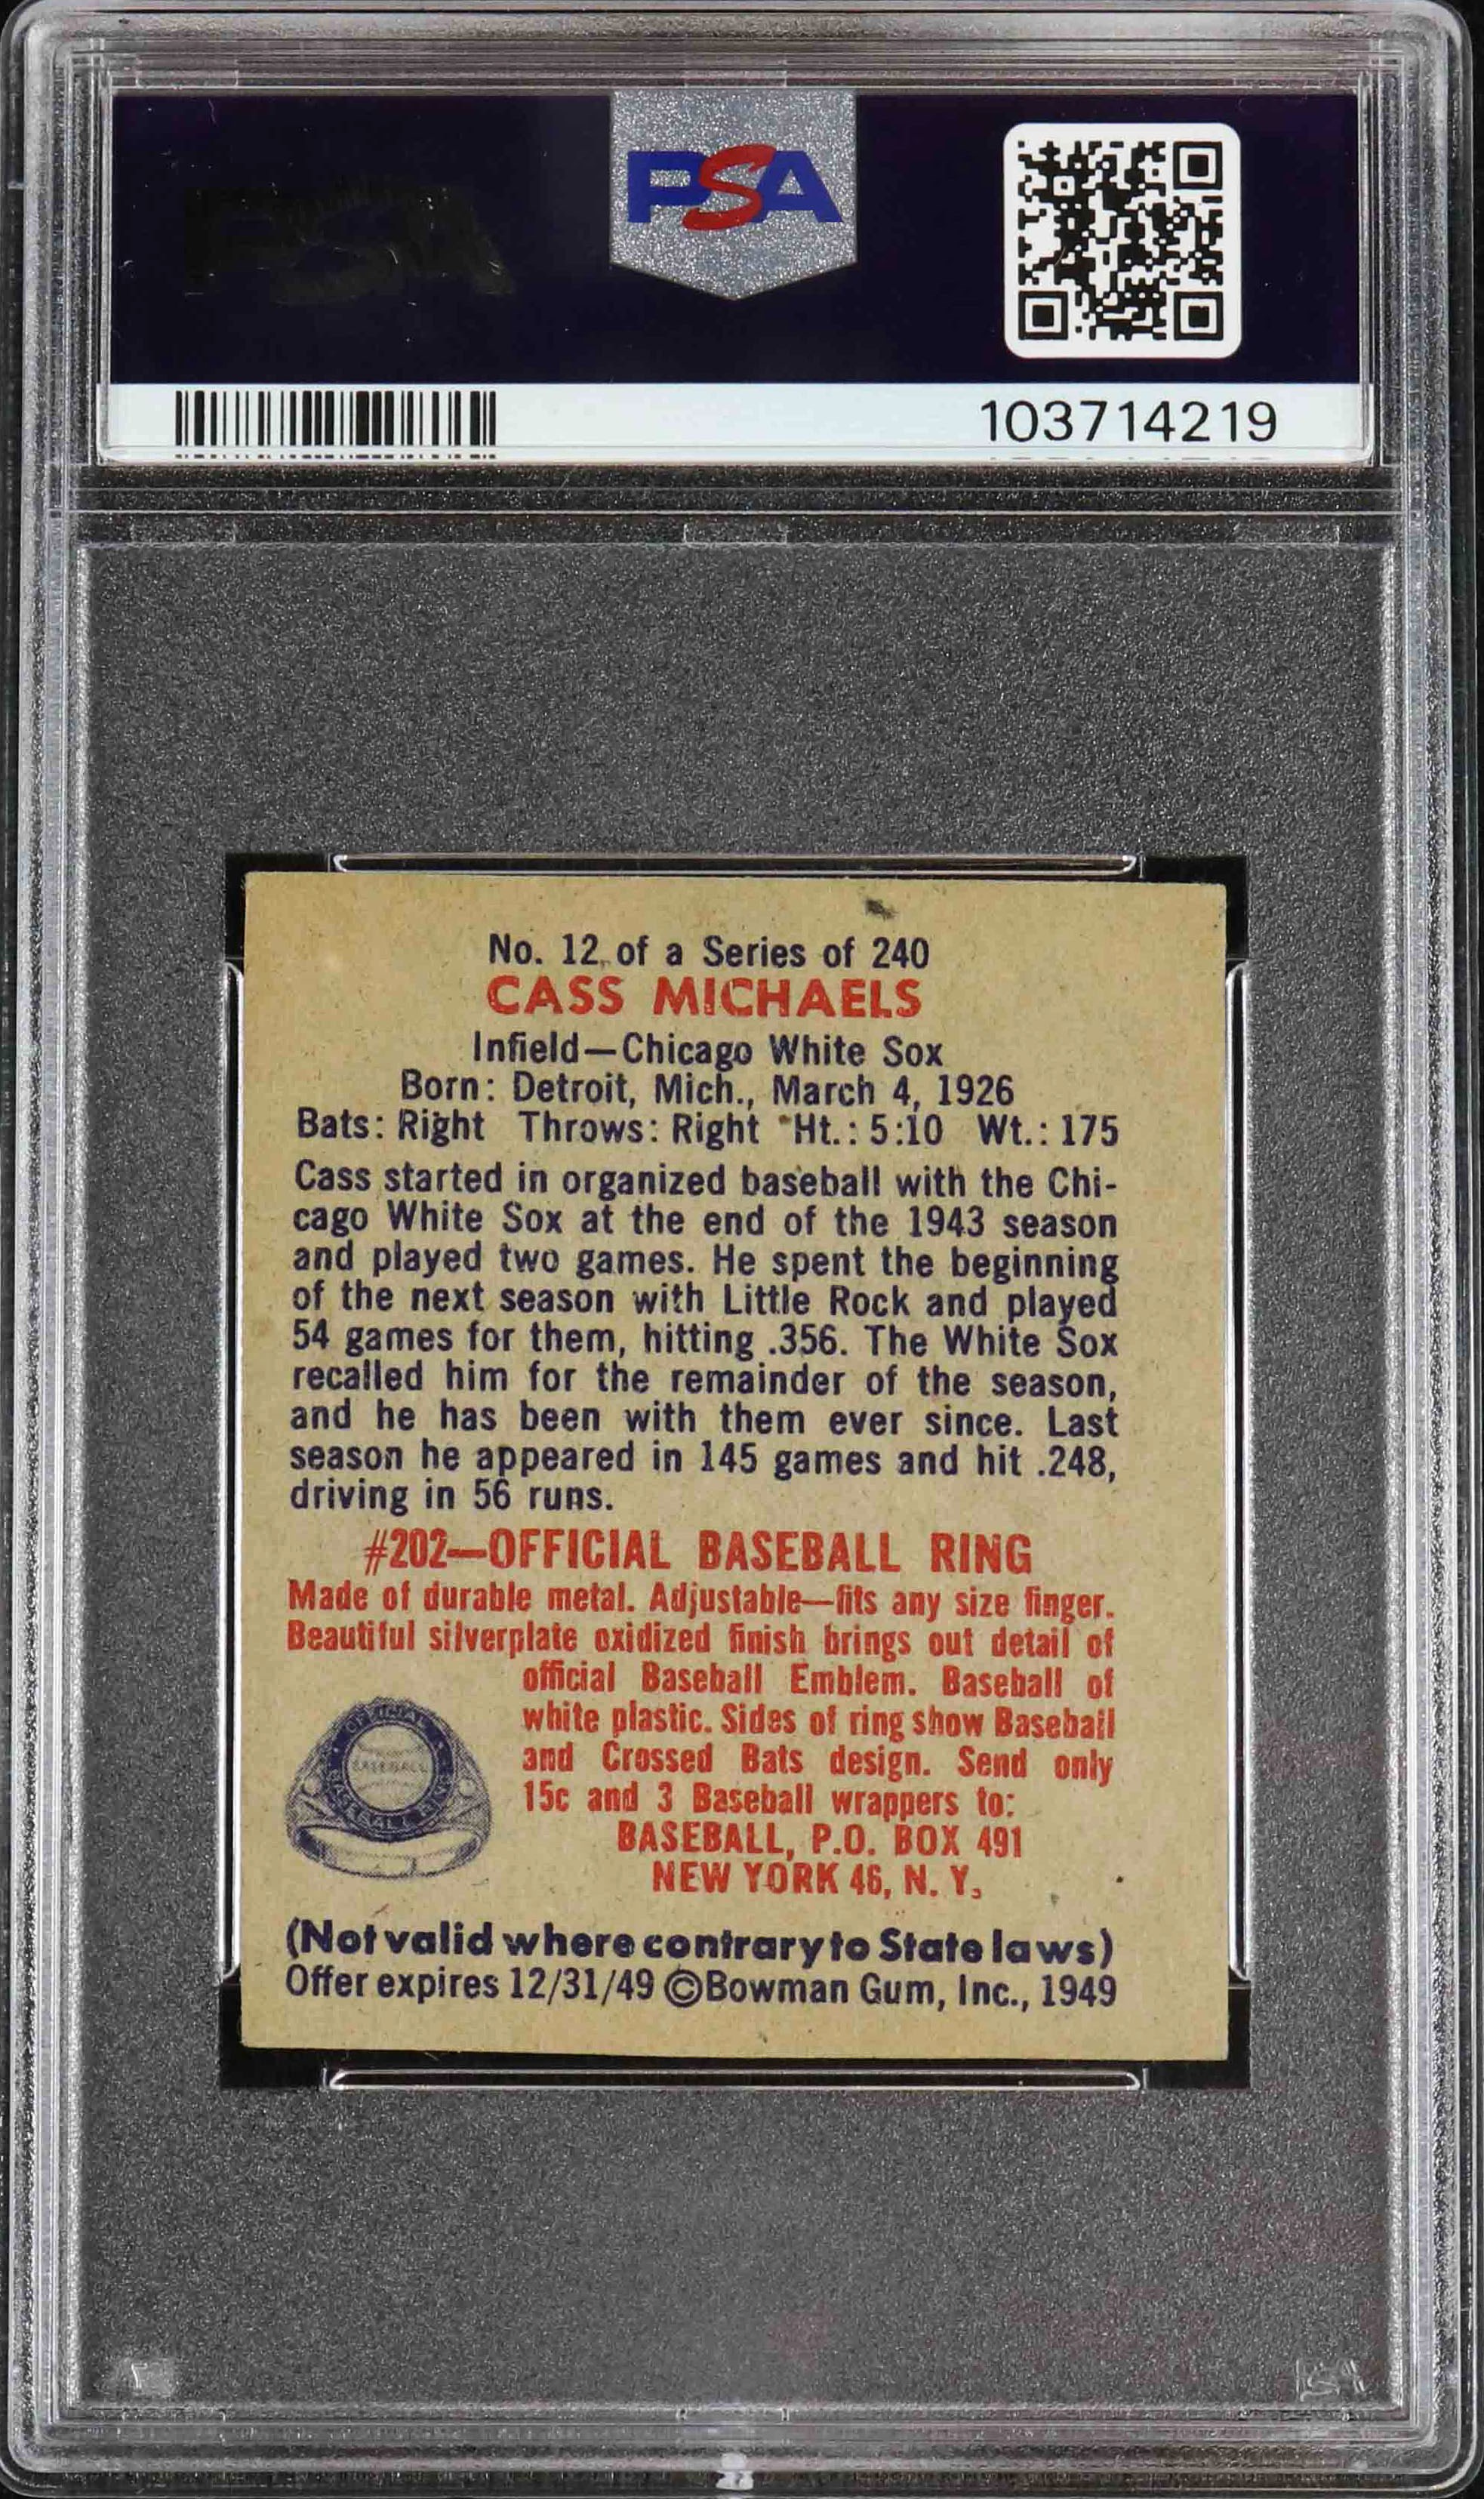 PSA
103714219
No. 12 of a Series of 240
CASS MICHAELS
Infield—Chicago White Sox
Born: Detroit, Mich., March 4, 1926
Bats: Right Throws: Right Ht.: 5:10 Wt.: 175
Cass started in organized baseball with the Chi-
cago White Sox at the end of the 1943 season
and played two games. He spent the beginning
of the next season with Little Rock and played
54 games for them, hitting .356. The White Sox
recalled him for the remainder of the season,
and he has been with them ever since. Last
season he appeared in 145 games and hit .248,
driving in 56 runs.
#202—OFFICIAL BASEBALL RING
Made of durable metal. Adjustable—fits any size finger.
Beautiful silverplate oxidized finish brings out detail of
official Baseball Emblem. Baseball of
white plastic. Sides of ring show Baseball
and Crossed Bats design. Send only
15c and 3 Baseball wrappers to:
BASEBALL, P.O. BOX 491
NEW YORK 46, N. Y.
OFFICIAL
BASEBALL
BASEBALL RING
(Not valid where contrary to State laws)
Offer expires 12/31/49 ©Bowman Gum, Inc., 1949